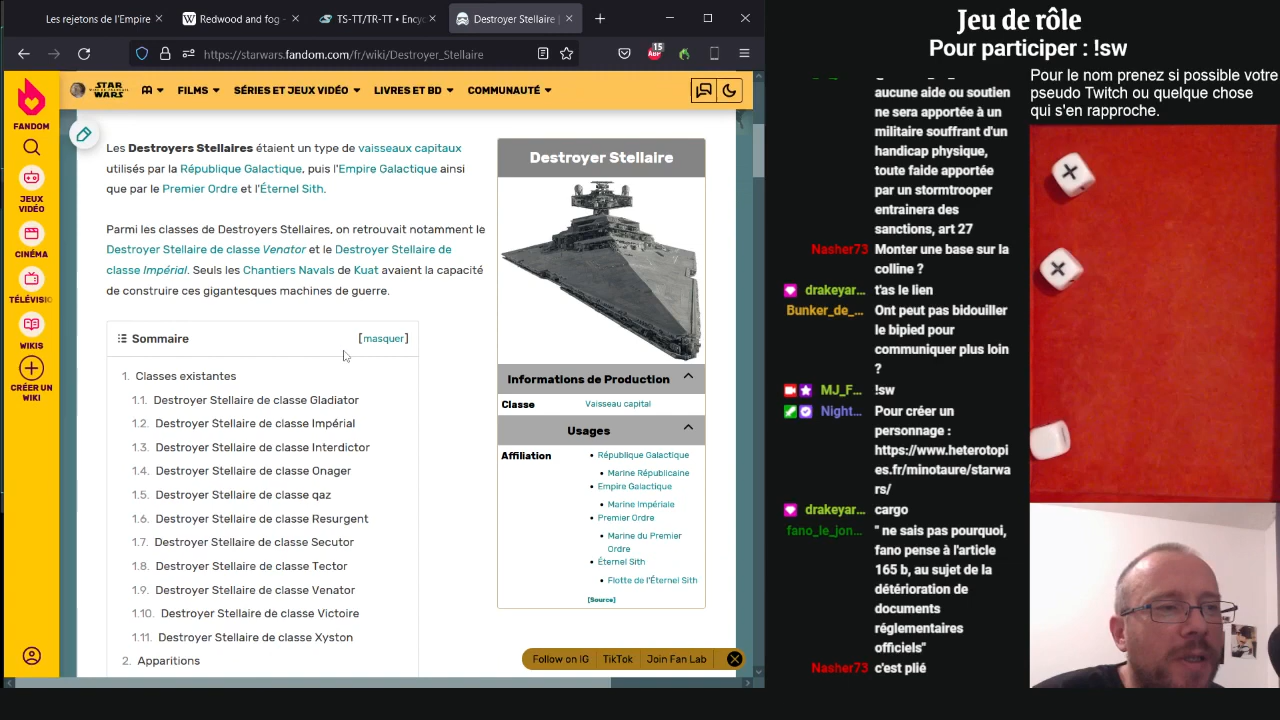 Les rejetons de l'Empire
Redwood and fog -
TS-TT/TR-TT • Ency
Destroyer Stellaire |
https://starwars.fandom.com/fr/wiki/Destroyer_Stellaire
15
ABP
STAR
WARS
FILMS
SÉRIES ET JEUX VIDÉO
LIVRES ET BD
COMMUNAUTÉ
FANDOM
JEUX
VIDÉO
CINÉMA
TÉLÉVISIO
WIKIS
CRÉER UN
WIKI
Les Destroyers Stellaires étaient un type de vaisseaux capitaux
utilisés par la République Galactique, puis l'Empire Galactique ainsi
que par le Premier Ordre et l'Éternel Sith.
Parmi les classes de Destroyers Stellaires, on retrouvait notamment le
Destroyer Stellaire de classe Venator et le Destroyer Stellaire de
classe Impérial. Seuls les Chantiers Navals de Kuat avaient la capacité
de construire ces gigantesques machines de guerre.
Sommaire [masquer]
1. Classes existantes
1.1. Destroyer Stellaire de classe Gladiator
1.2. Destroyer Stellaire de classe Impérial
1.3. Destroyer Stellaire de classe Interdictor
1.4. Destroyer Stellaire de classe Onager
1.5. Destroyer Stellaire de classe qaz
1.6. Destroyer Stellaire de classe Resurgent
1.7. Destroyer Stellaire de classe Secutor
1.8. Destroyer Stellaire de classe Tector
1.9. Destroyer Stellaire de classe Venator
1.10. Destroyer Stellaire de classe Victoire
1.11. Destroyer Stellaire de classe Xyston
2. Apparitions
Destroyer Stellaire
Informations de Production
Classe Vaisseau capital
Usages
Affiliation
• République Galactique
• Marine Républicaine
• Empire Galactique
• Marine Impériale
• Premier Ordre
• Marine du Premier
Ordre
• Éternel Sith
• Flotte de l'Éternel Sith
[Source]
Follow on IG TikTok Join Fan Lab
Jeu de rôle
Pour participer : !sw
aucune aide ou soutien
ne sera apportée à un
militaire souffrant d'un
handicap physique,
toute faide apportée
par un stormtrooper
entrainera des
sanctions, art 27
Nasher73 Monter une base sur la
colline ?
drakeyar... t'as le lien
Bunker_de_... Ont peut pas bidouiller
le bipied pour
communiquer plus loin
?
MJ_F... !sw
Night... Pour créer un
personnage :
https://www.heterotopi
es.fr/minotaure/starwa
rs/
drakeyar... cargo
fano_le_jon... " ne sais pas pourquoi,
fano pense à l'article
165 b, au sujet de la
détérioration de
documents
réglementaires
officiels"
Nasher73 c'est plié
Pour le nom prenez si possible votre
pseudo Twitch ou quelque chose
qui s'en rapproche.